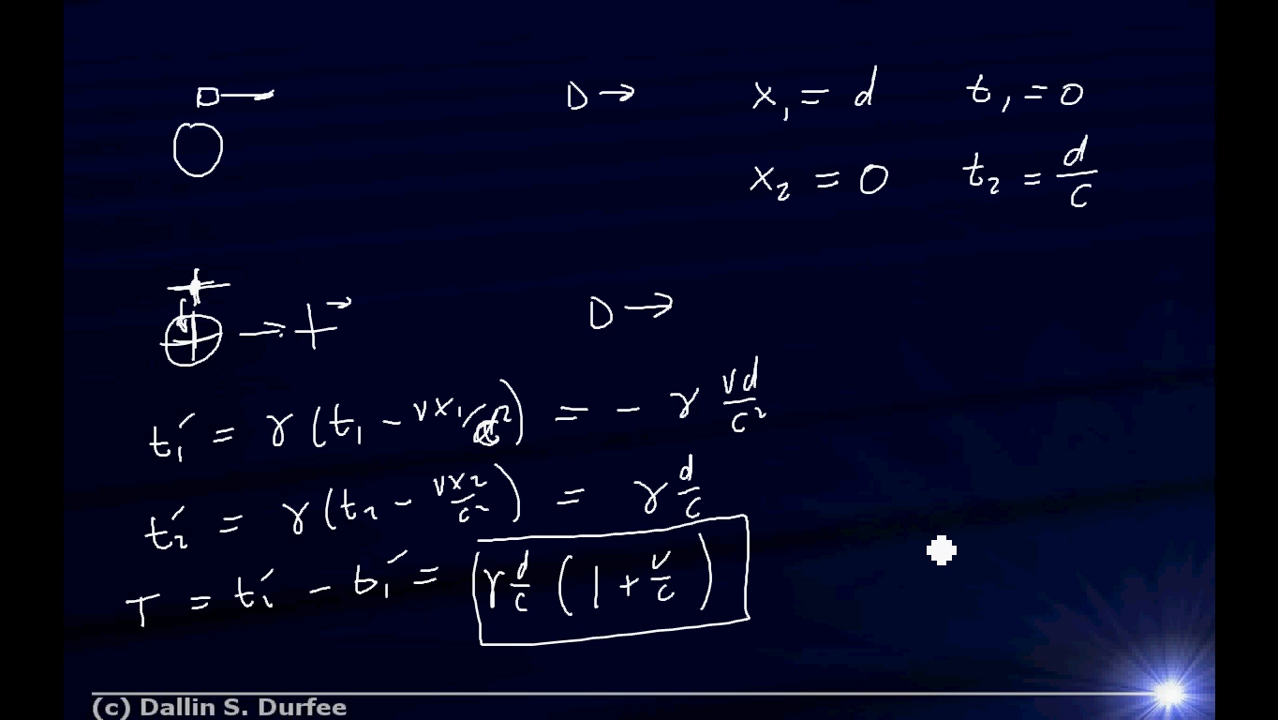 D → x₁ = d t₁ = 0
x₂ = 0 t₂ = d/c
D →
t₁′ = γ(t₁ − vx₁/c²) = − γ vd/c²
t₂′ = γ(t₂ − vx₂/c²) = γ d/c
T = t₂′ − t₁′ = γ d/c (1 + v/c)
(c) Dallin S. Durfee